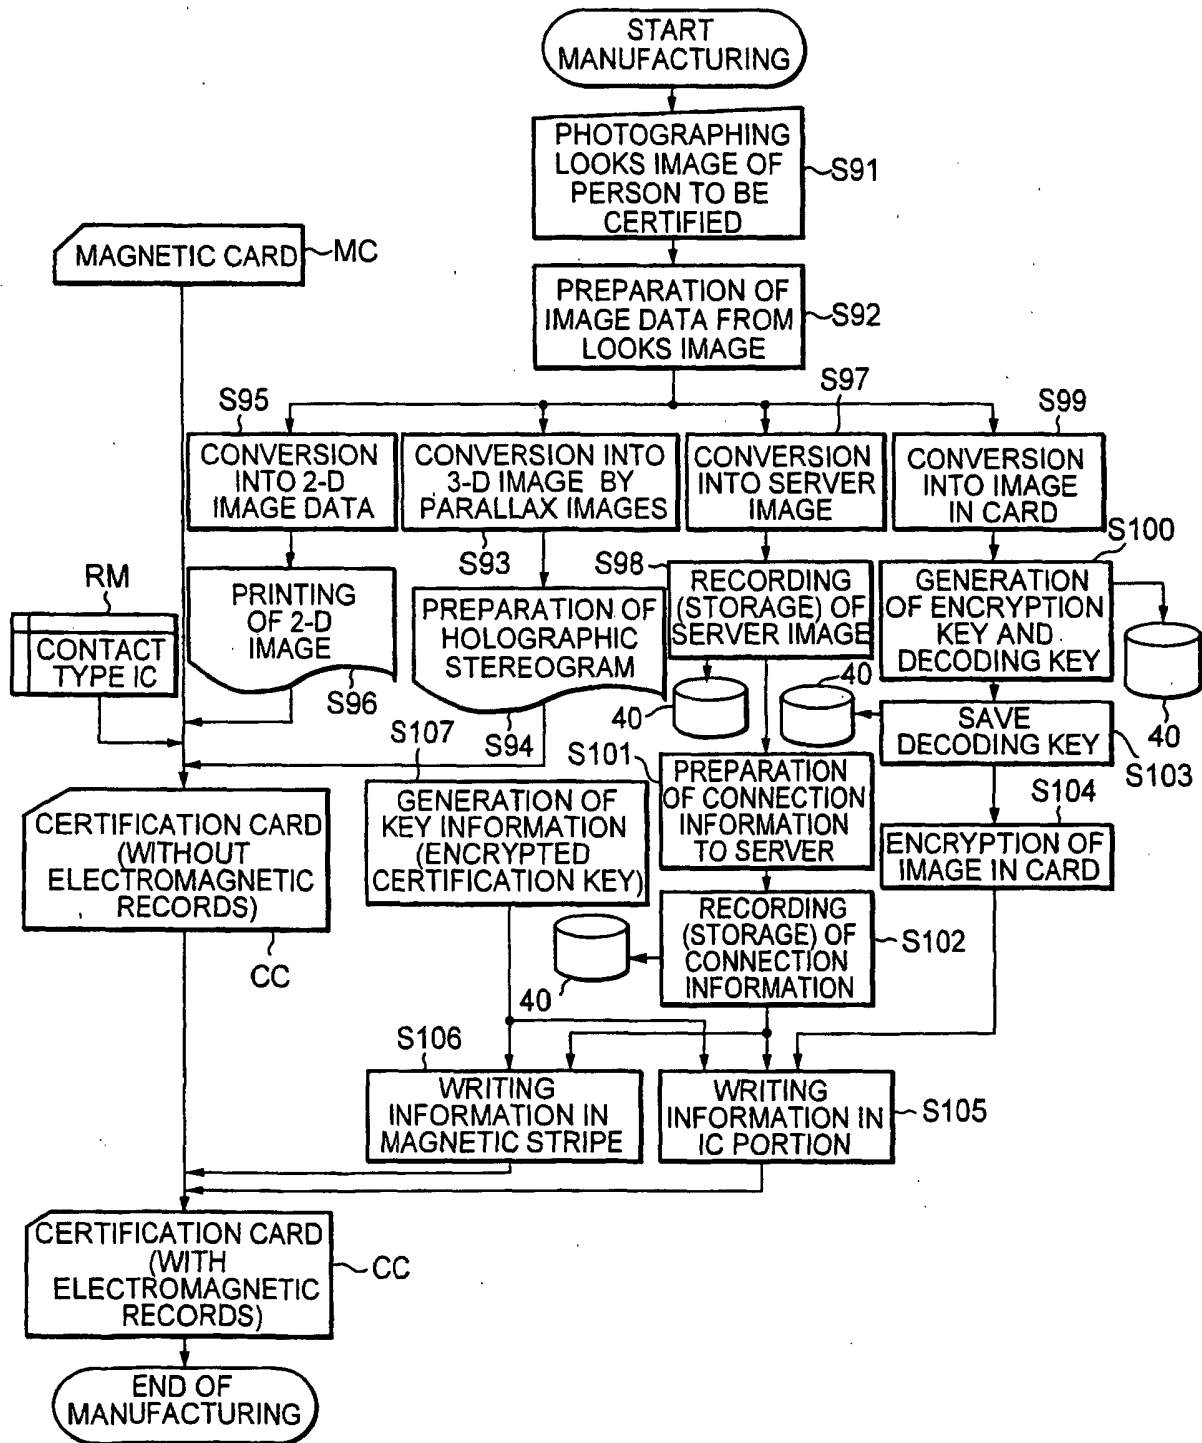 START
MANUFACTURING
PHOTOGRAPHING
LOOKS IMAGE OF
PERSON TO BE
CERTIFIED
S91
MAGNETIC CARD
MC
PREPARATION OF
IMAGE DATA FROM
LOOKS IMAGE
S92
S95
S97
S99
CONVERSION
INTO 2-D
IMAGE DATA
CONVERSION INTO
3-D IMAGE BY
PARALLAX IMAGES
CONVERSION
INTO SERVER
IMAGE
CONVERSION
INTO IMAGE
IN CARD
S93
S98
S100
RM
CONTACT
TYPE IC
PRINTING
OF 2-D
IMAGE
S96
PREPARATION OF
HOLOGRAPHIC
STEREOGRAM
S94
RECORDING
(STORAGE) OF
SERVER IMAGE
40
GENERATION
OF ENCRYPTION
KEY AND
DECODING KEY
40
40
SAVE
DECODING KEY
S103
S107
S101
S104
CERTIFICATION CARD
(WITHOUT
ELECTROMAGNETIC
RECORDS)
CC
GENERATION OF
KEY INFORMATION
(ENCRYPTED
CERTIFICATION KEY)
PREPARATION
OF CONNECTION
INFORMATION
TO SERVER
ENCRYPTION OF
IMAGE IN CARD
RECORDING
(STORAGE) OF
CONNECTION
INFORMATION
S102
40
S106
WRITING
INFORMATION IN
MAGNETIC STRIPE
WRITING
INFORMATION IN
IC PORTION
S105
CERTIFICATION CARD
(WITH
ELECTROMAGNETIC
RECORDS)
CC
END OF
MANUFACTURING